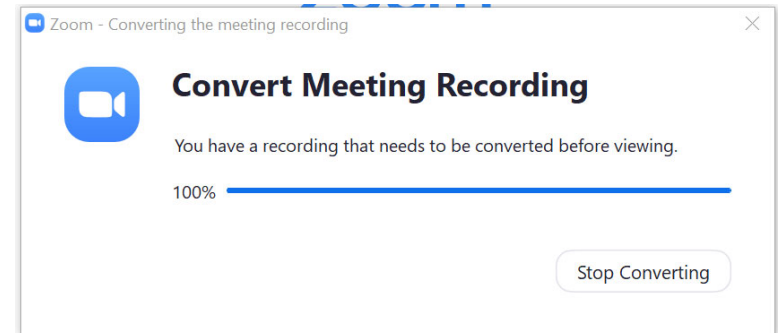 Zoom - Converting the meeting recording
Convert Meeting Recording
You have a recording that needs to be converted before viewing.
100%
Stop Converting